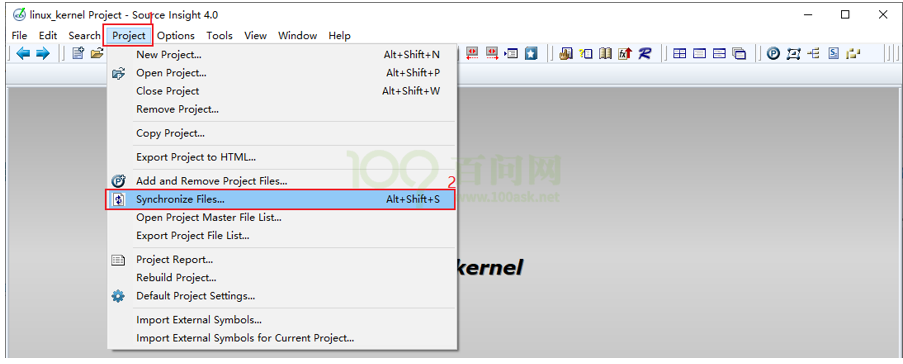 linux_kernel Project - Source Insight 4.0
File Edit Search Project Options Tools View Window Help
1
New Project... Alt+Shift+N
Open Project... Alt+Shift+P
Close Project Alt+Shift+W
Remove Project...
Copy Project...
Export Project to HTML...
Add and Remove Project Files...
2
Synchronize Files... Alt+Shift+S
Open Project Master File List...
Export Project File List...
Project Report...
Rebuild Project...
Default Project Settings...
Import External Symbols...
Import External Symbols for Current Project...
100 百问网
www.100ask.net
kernel